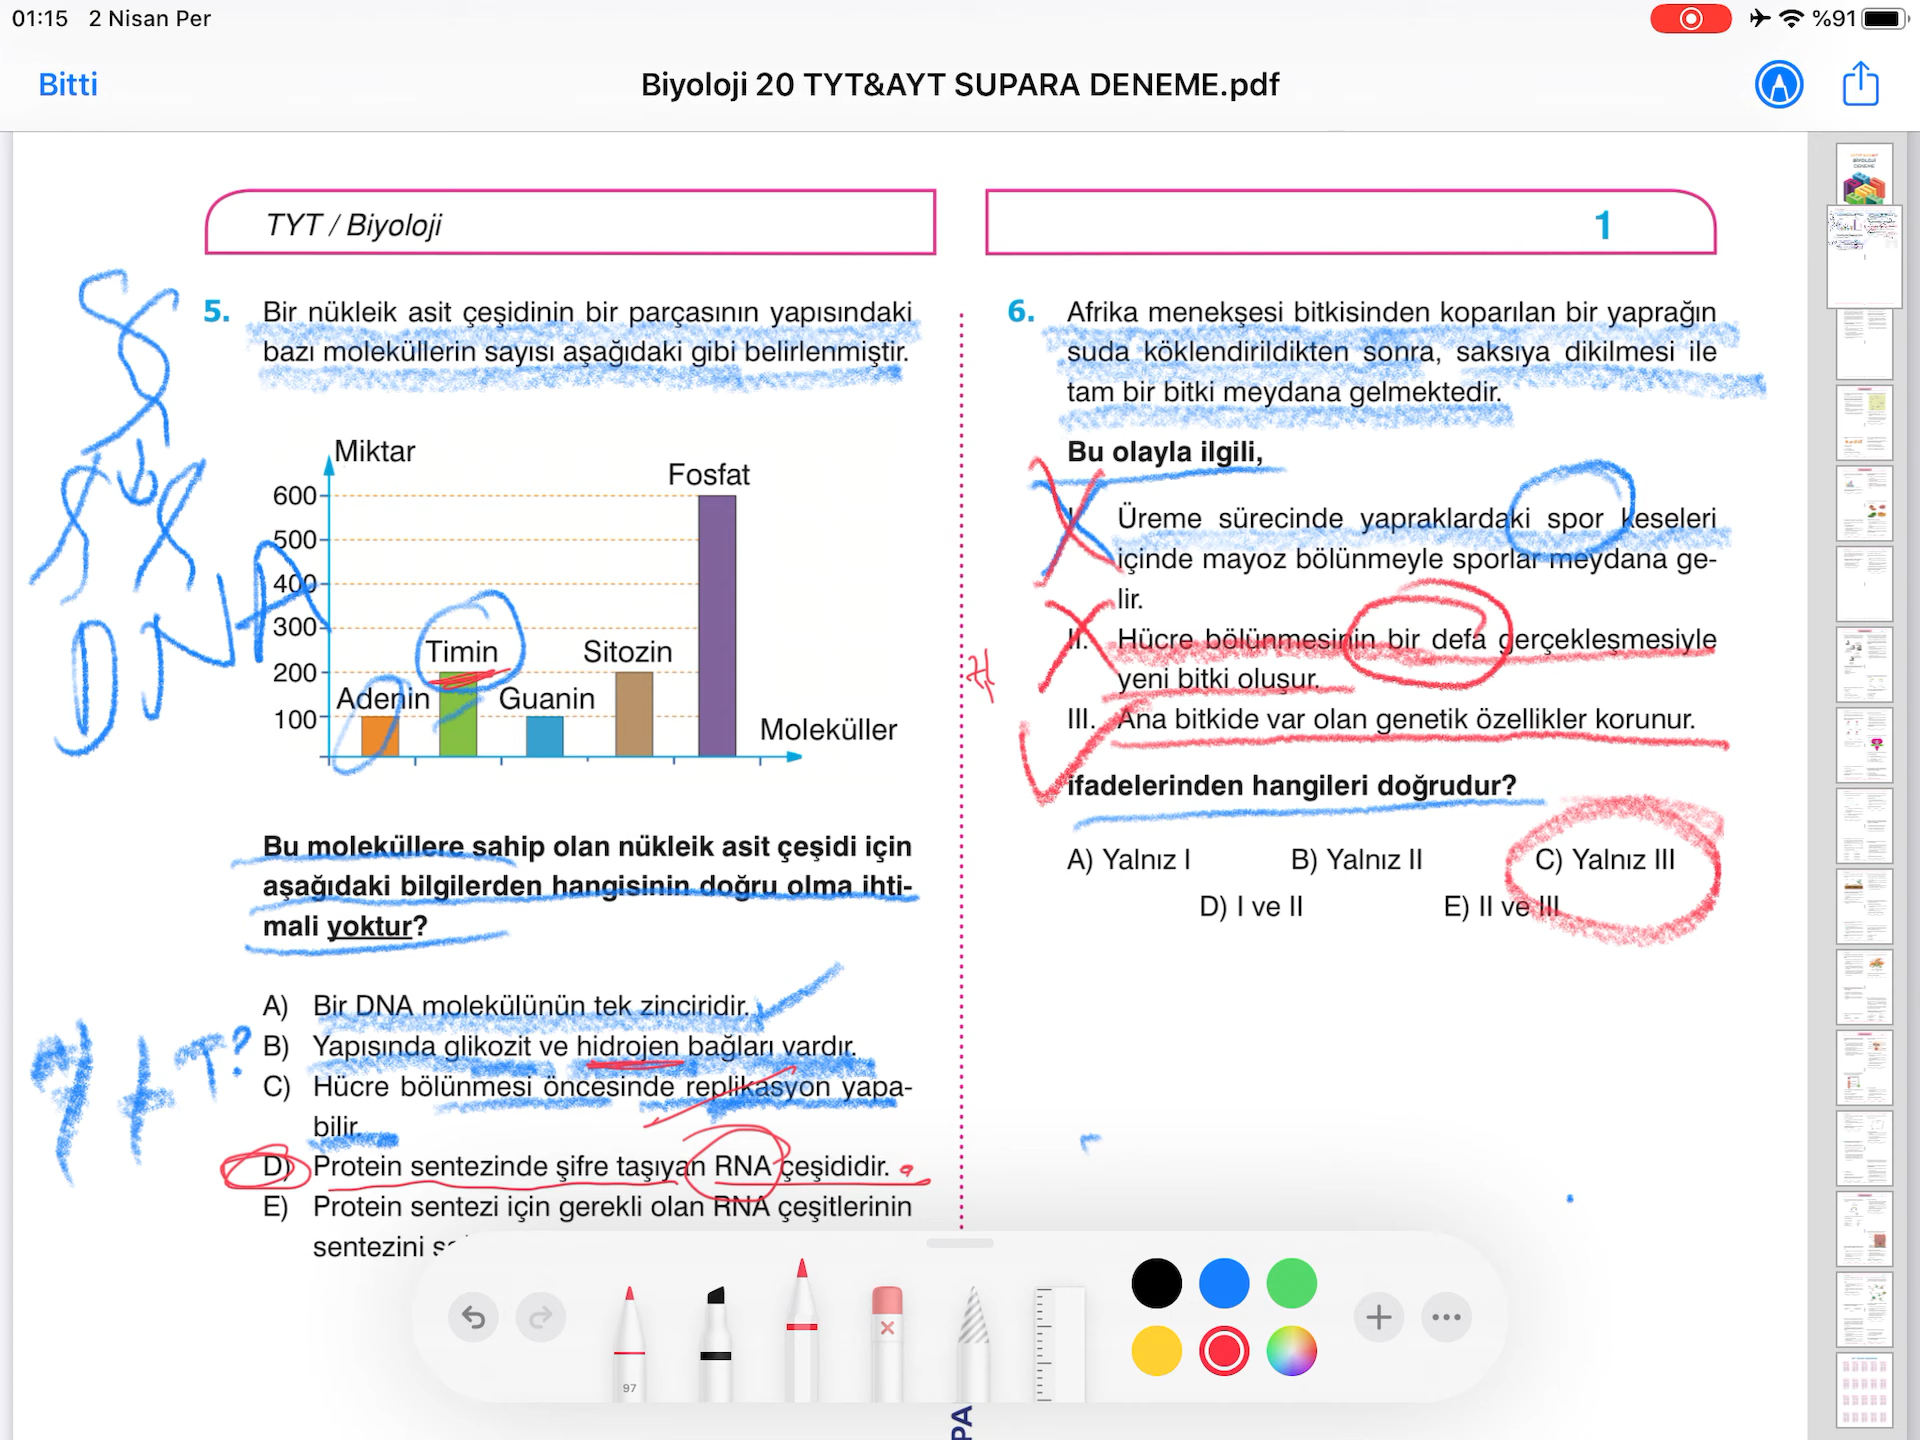 01:15 2 Nisan Per
%91
Bitti
Biyoloji 20 TYT&AYT SUPARA DENEME.pdf
TYT / Biyoloji
1
5. Bir nükleik asit çeşidinin bir parçasının yapısındaki
bazı moleküllerin sayısı aşağıdaki gibi belirlenmiştir.
Miktar
600
500
400
300
200
100
Adenin
Timin
Guanin
Sitozin
Fosfat
Moleküller
DNA
Bu moleküllere sahip olan nükleik asit çeşidi için
aşağıdaki bilgilerden hangisinin doğru olma ihti-
mali yoktur?
A) Bir DNA molekülünün tek zinciridir.
B) Yapısında glikozit ve hidrojen bağları vardır.
C) Hücre bölünmesi öncesinde replikasyon yapa-
bilir.
D) Protein sentezinde şifre taşıyan RNA çeşididir.
E) Protein sentezi için gerekli olan RNA çeşitlerinin
sentezini
6. Afrika menekşesi bitkisinden koparılan bir yaprağın
suda köklendirildikten sonra, saksıya dikilmesi ile
tam bir bitki meydana gelmektedir.
Bu olayla ilgili,
I. Üreme sürecinde yapraklardaki spor keseleri
içinde mayoz bölünmeyle sporlar meydana ge-
lir.
II. Hücre bölünmesinin bir defa gerçekleşmesiyle
yeni bitki oluşur.
III. Ana bitkide var olan genetik özellikler korunur.
ifadelerinden hangileri doğrudur?
A) Yalnız I B) Yalnız II C) Yalnız III
D) I ve II E) II ve III
97
PA